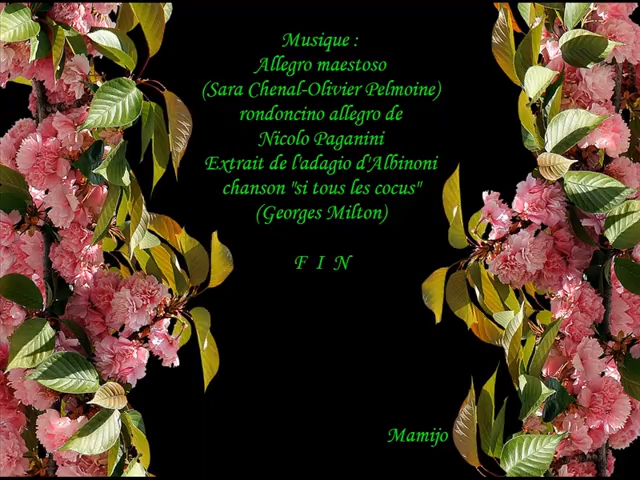 Musique :
Allegro maestoso
(Sara Chenal-Olivier Pelmoine)
rondoncino allegro de
Nicolo Paganini
Extrait de l'adagio d'Albinoni
chanson "si tous les cocus"
(Georges Milton)
F I N
Mamijo